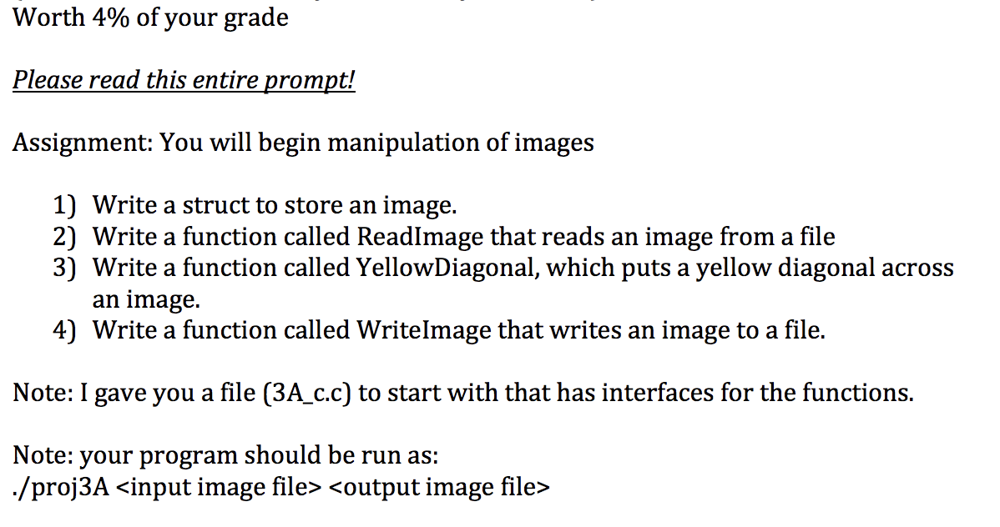 Worth 4% of your grade
Please read this entire prompt!
Assignment: You will begin manipulation of images
1) Write a struct to store an image.
2) Write a function called ReadImage that reads an image from a file
3) Write a function called YellowDiagonal, which puts a yellow diagonal across
an image.
4) Write a function called WriteImage that writes an image to a file.
Note: I gave you a file (3A_c.c) to start with that has interfaces for the functions.
Note: your program should be run as:
./proj3A <input image file> <output image file>